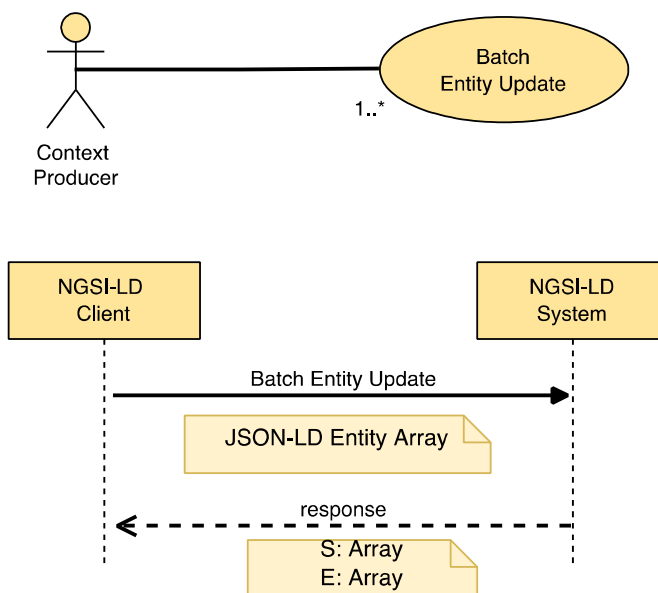 Batch
Entity Update
1..*
Context
Producer
NGSI-LD
Client
NGSI-LD
System
Batch Entity Update
JSON-LD Entity Array
response
S: Array
E: Array